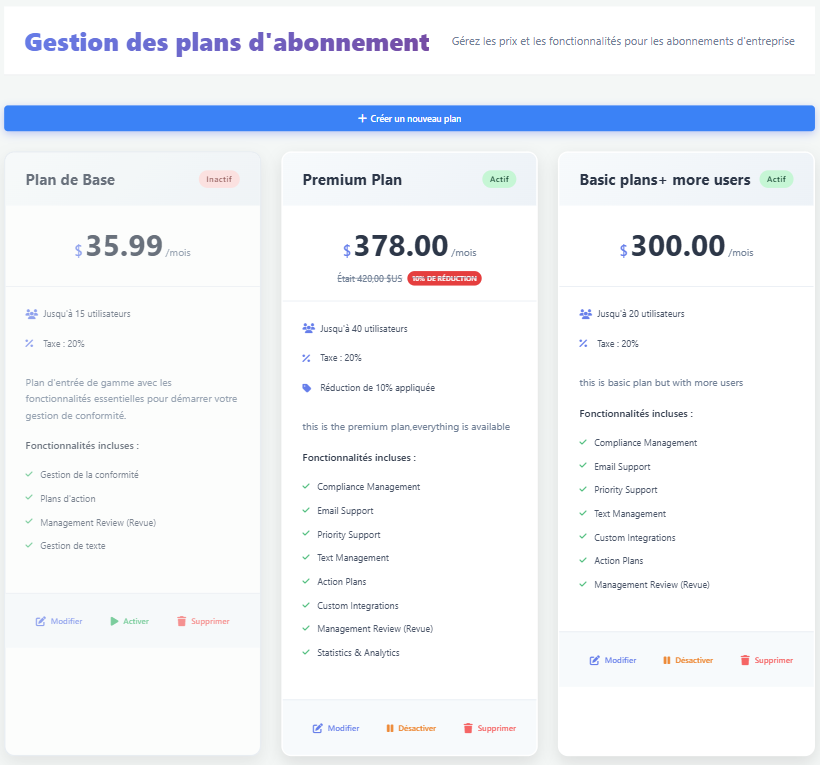 Gestion des plans d'abonnement
Gérez les prix et les fonctionnalités pour les abonnements d'entreprise
Créer un nouveau plan
Plan de Base
Inactif
$35.99 /mois
Jusqu'à 15 utilisateurs
Taxe : 20%
Plan d'entrée de gamme avec les
fonctionnalités essentielles pour démarrer votre
gestion de conformité.
Fonctionnalités incluses :
Gestion de la conformité
Plans d'action
Management Review (Revue)
Gestion de texte
Modifier
Activer
Supprimer
Premium Plan
Actif
$378.00 /mois
Était 420,00 $US
10% DE RÉDUCTION
Jusqu'à 40 utilisateurs
Taxe : 20%
Réduction de 10% appliquée
this is the premium plan,everything is available
Fonctionnalités incluses :
Compliance Management
Email Support
Priority Support
Text Management
Action Plans
Custom Integrations
Management Review (Revue)
Statistics & Analytics
Modifier
Désactiver
Supprimer
Basic plans+ more users
Actif
$300.00 /mois
Jusqu'à 20 utilisateurs
Taxe : 20%
this is basic plan but with more users
Fonctionnalités incluses :
Compliance Management
Email Support
Priority Support
Text Management
Custom Integrations
Action Plans
Management Review (Revue)
Modifier
Désactiver
Supprimer